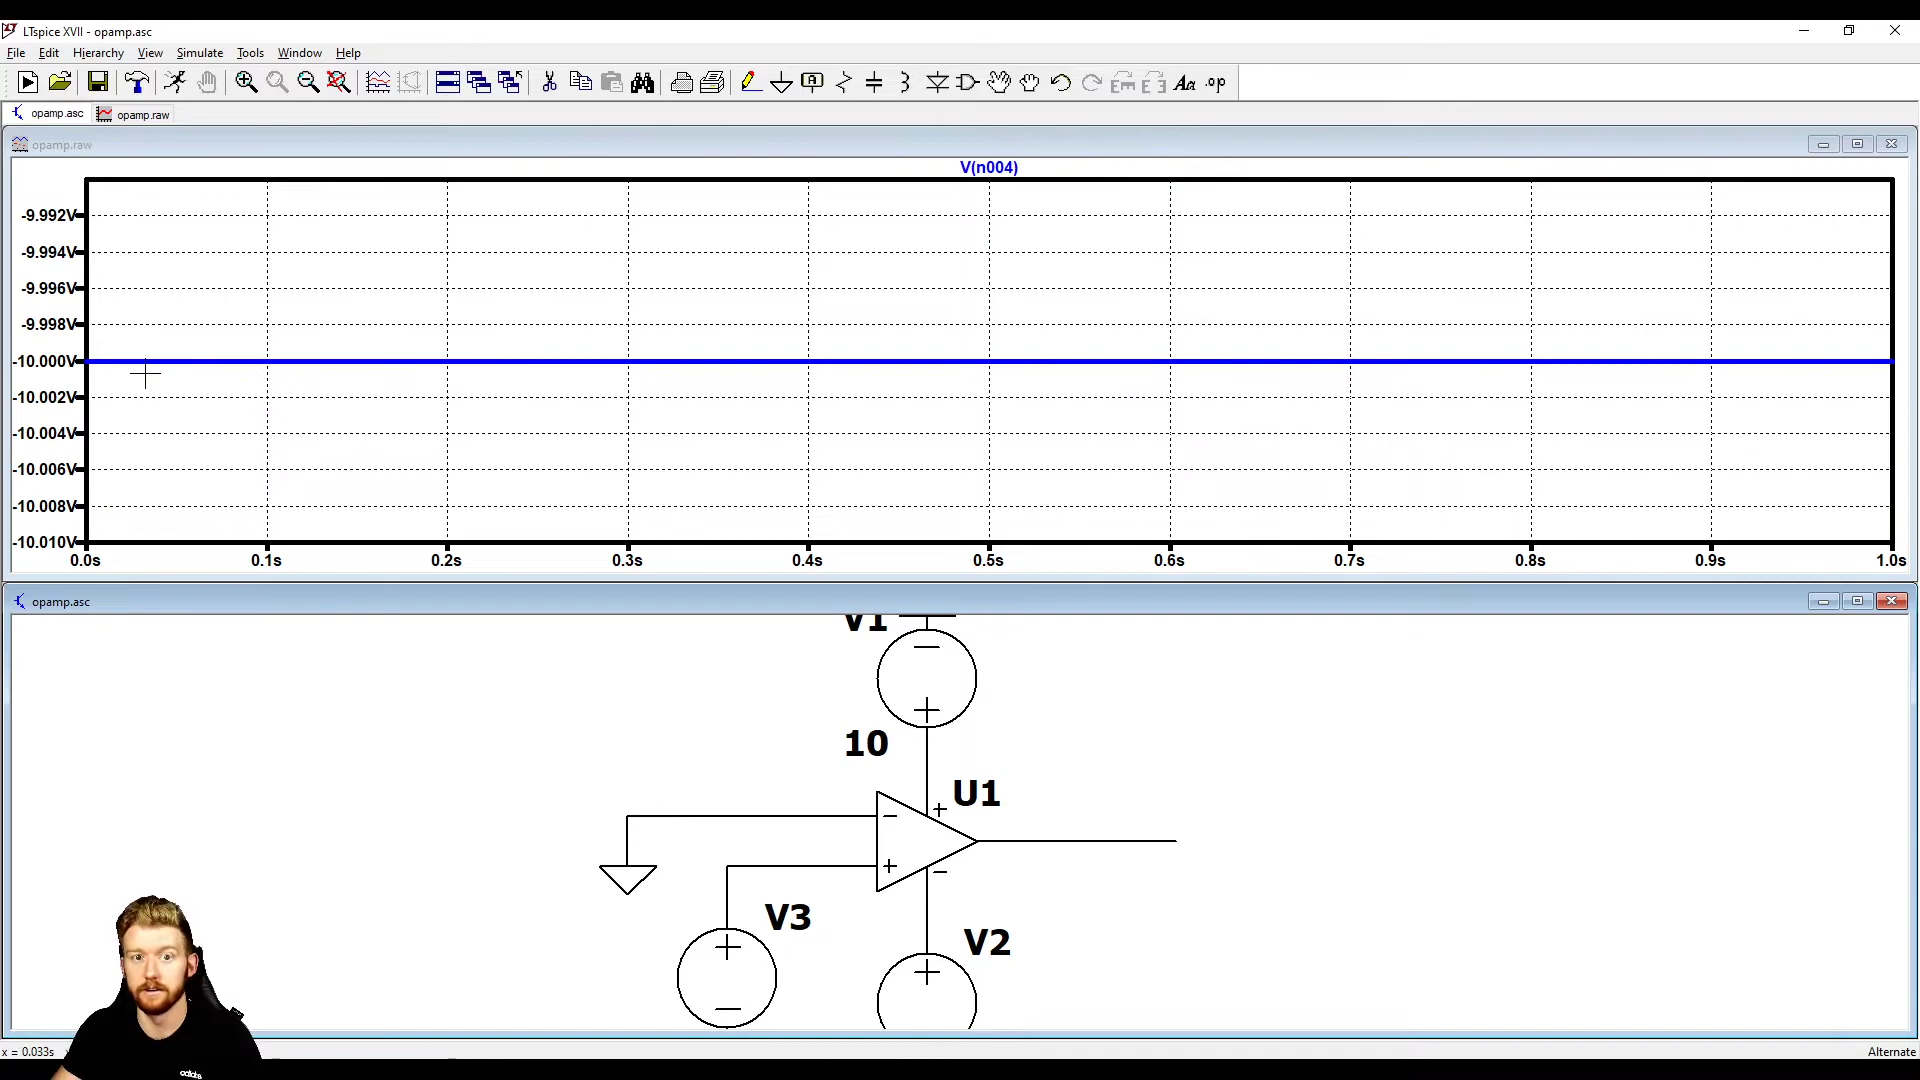 LTspice XVII - opamp.asc
File Edit Hierarchy View Simulate Tools Window Help
opamp.asc opamp.raw
opamp.raw
V(n004)
-9.992V
-9.994V
-9.996V
-9.998V
-10.000V
-10.002V
-10.004V
-10.006V
-10.008V
-10.010V
0.0s 0.1s 0.2s 0.3s 0.4s 0.5s 0.6s 0.7s 0.8s 0.9s 1.0s
opamp.asc
V1
10
U1
V3
V2
adidas
x = 0.033s
Alternate